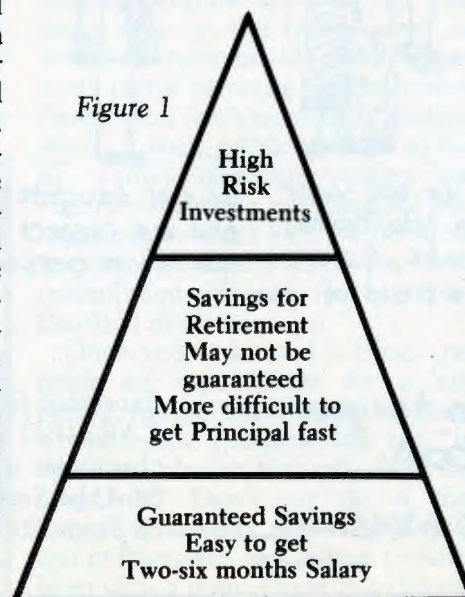 Figure 1
High
Risk
Investments
Savings for
Retirement
May not be
guaranteed
More difficult to
get Principal fast
Guaranteed Savings
Easy to get
Two-six months Salary